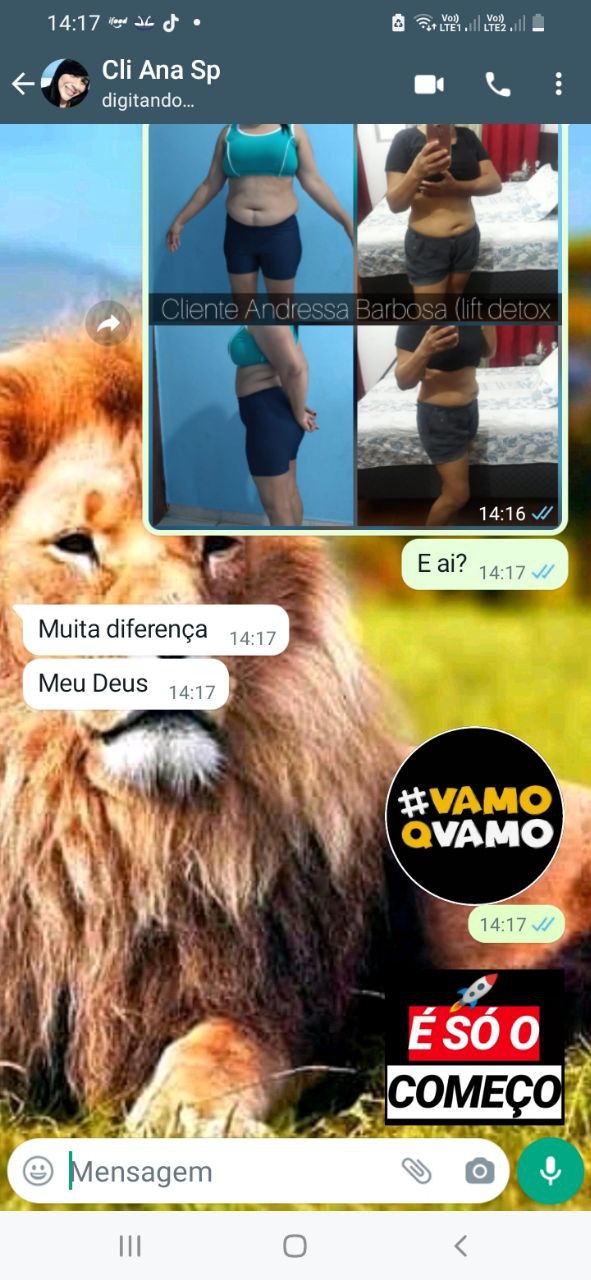 14:17
Vo))
LTE1
Vo))
LTE2
Cli Ana Sp
digitando...
Cliente Andressa Barbosa (lift detox
14:16
E ai? 14:17
Muita diferença 14:17
Meu Deus 14:17
#VAMO
QVAMO
14:17
É SÓ O
COMEÇO
Mensagem